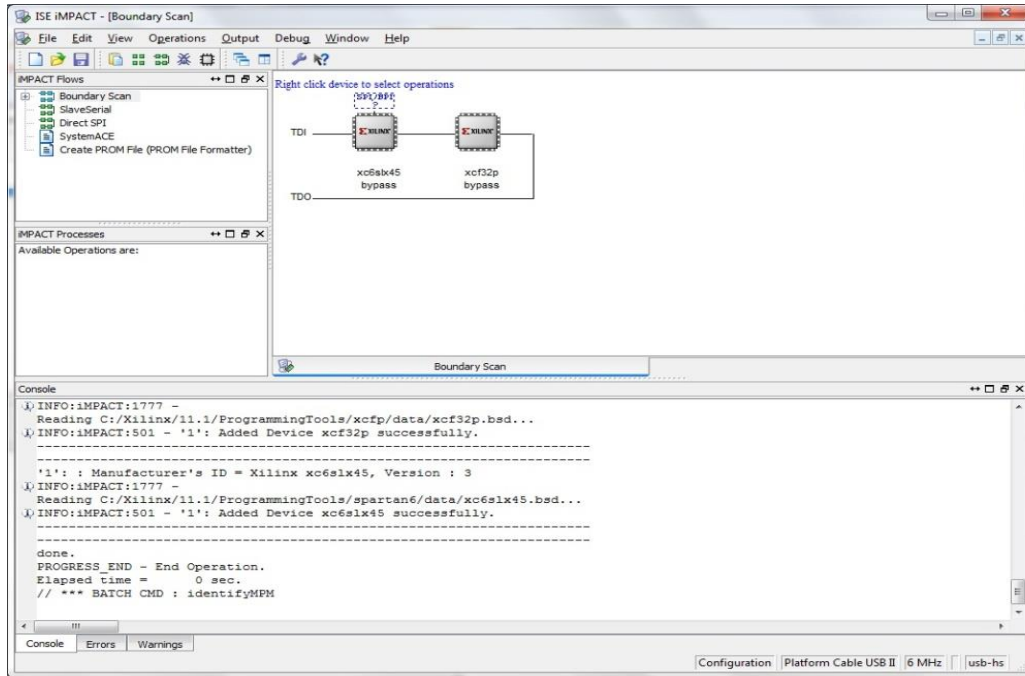 ISE iMPACT - [Boundary Scan]
File Edit View Operations Output Debug Window Help
iMPACT Flows
Boundary Scan
SlaveSerial
Direct SPI
SystemACE
Create PROM File (PROM File Formatter)
iMPACT Processes
Available Operations are:
Right click device to select operations
SPI/BPI
?
TDI
XILINX XILINX
xc6slx45 xcf32p
bypass bypass
TDO
Boundary Scan
Console
INFO:iMPACT:1777 -
Reading C:/Xilinx/11.1/ProgrammingTools/xcfp/data/xcf32p.bsd...
INFO:iMPACT:501 - '1': Added Device xcf32p successfully.
----------------------------------------------------------------------
----------------------------------------------------------------------
'1': : Manufacturer's ID = Xilinx xc6slx45, Version : 3
INFO:iMPACT:1777 -
Reading C:/Xilinx/11.1/ProgrammingTools/spartan6/data/xc6slx45.bsd...
INFO:iMPACT:501 - '1': Added Device xc6slx45 successfully.
----------------------------------------------------------------------
----------------------------------------------------------------------
done.
PROGRESS_END - End Operation.
Elapsed time = 0 sec.
// *** BATCH CMD : identifyMPM
Console Errors Warnings
Configuration Platform Cable USB II 6 MHz usb-hs